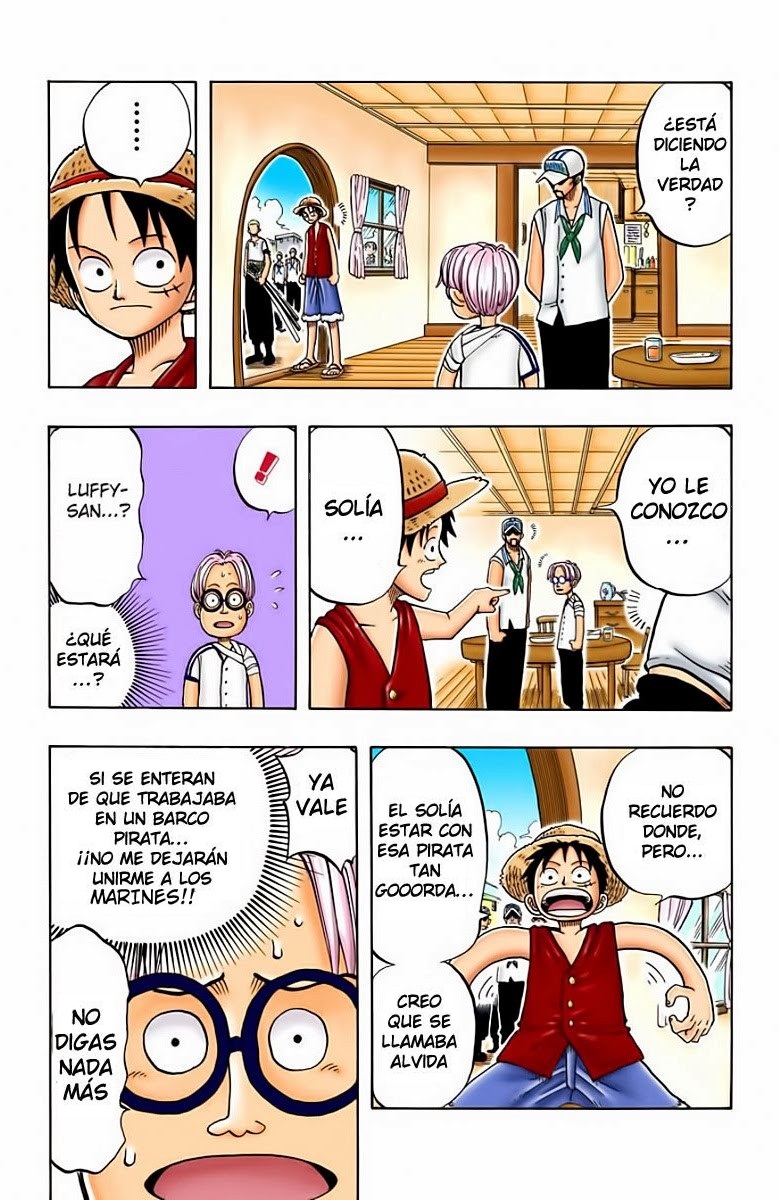 ¿ESTÁ
DICIENDO
LA
VERDAD
?
......
YO LE
CONOZCO
...
SOLÍA
...
!
LUFFY-
SAN...?
¿QUÉ
ESTARÁ
...?
NO
RECUERDO
DONDE,
PERO...
EL SOLÍA
ESTAR CON
ESA PIRATA
TAN
GOOORDA...
CREO
QUE SE
LLAMABA
ALVIDA
YA
VALE
SI SE ENTERAN
DE QUE TRABAJABA
EN UN BARCO
PIRATA...
¡¡NO ME DEJARÁN
UNIRME A LOS
MARINES!!
NO
DIGAS
NADA
MÁS